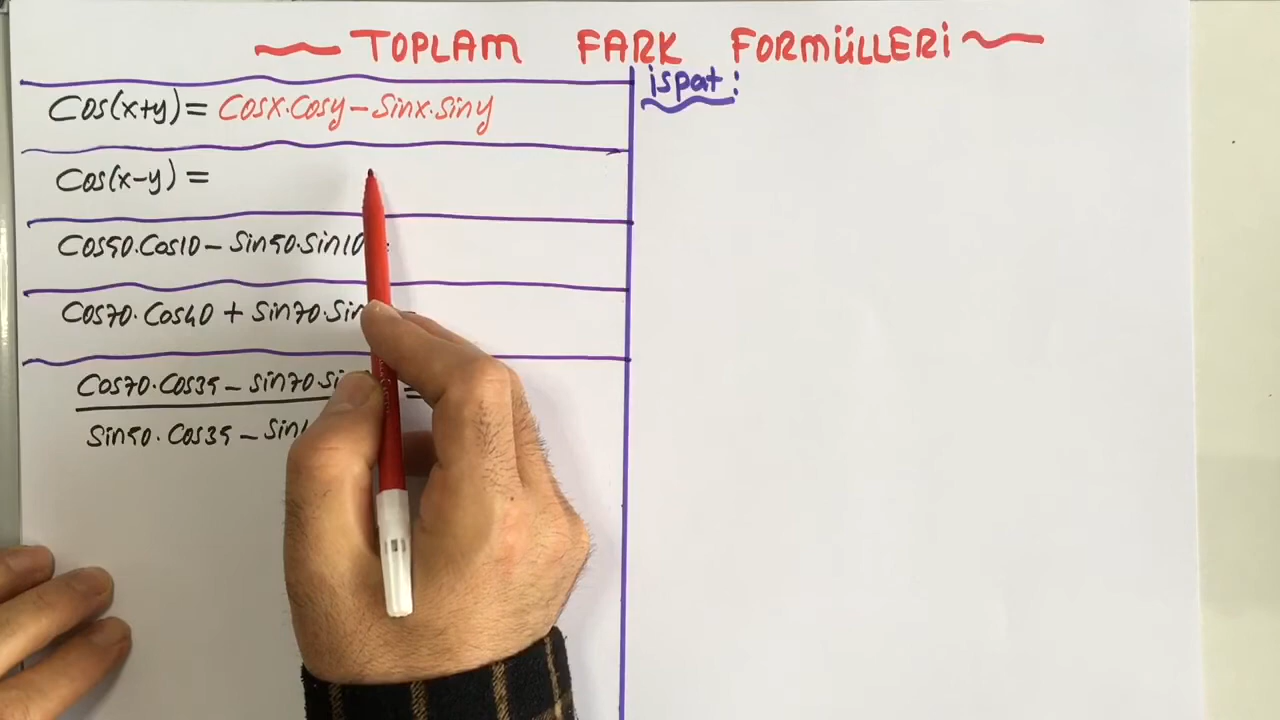 TOPLAM FARK FORMÜLLERİ
Cos(x+y) = Cosx.Cosy - Sinx.Siny
Cos(x-y) =
Cos50.Cos10 - Sin50.Sin10 =
Cos70.Cos40 + Sin70.Sin
Cos70.Cos35 - Sin70.Si =
Sin50.Cos35 - Sin
ispat: